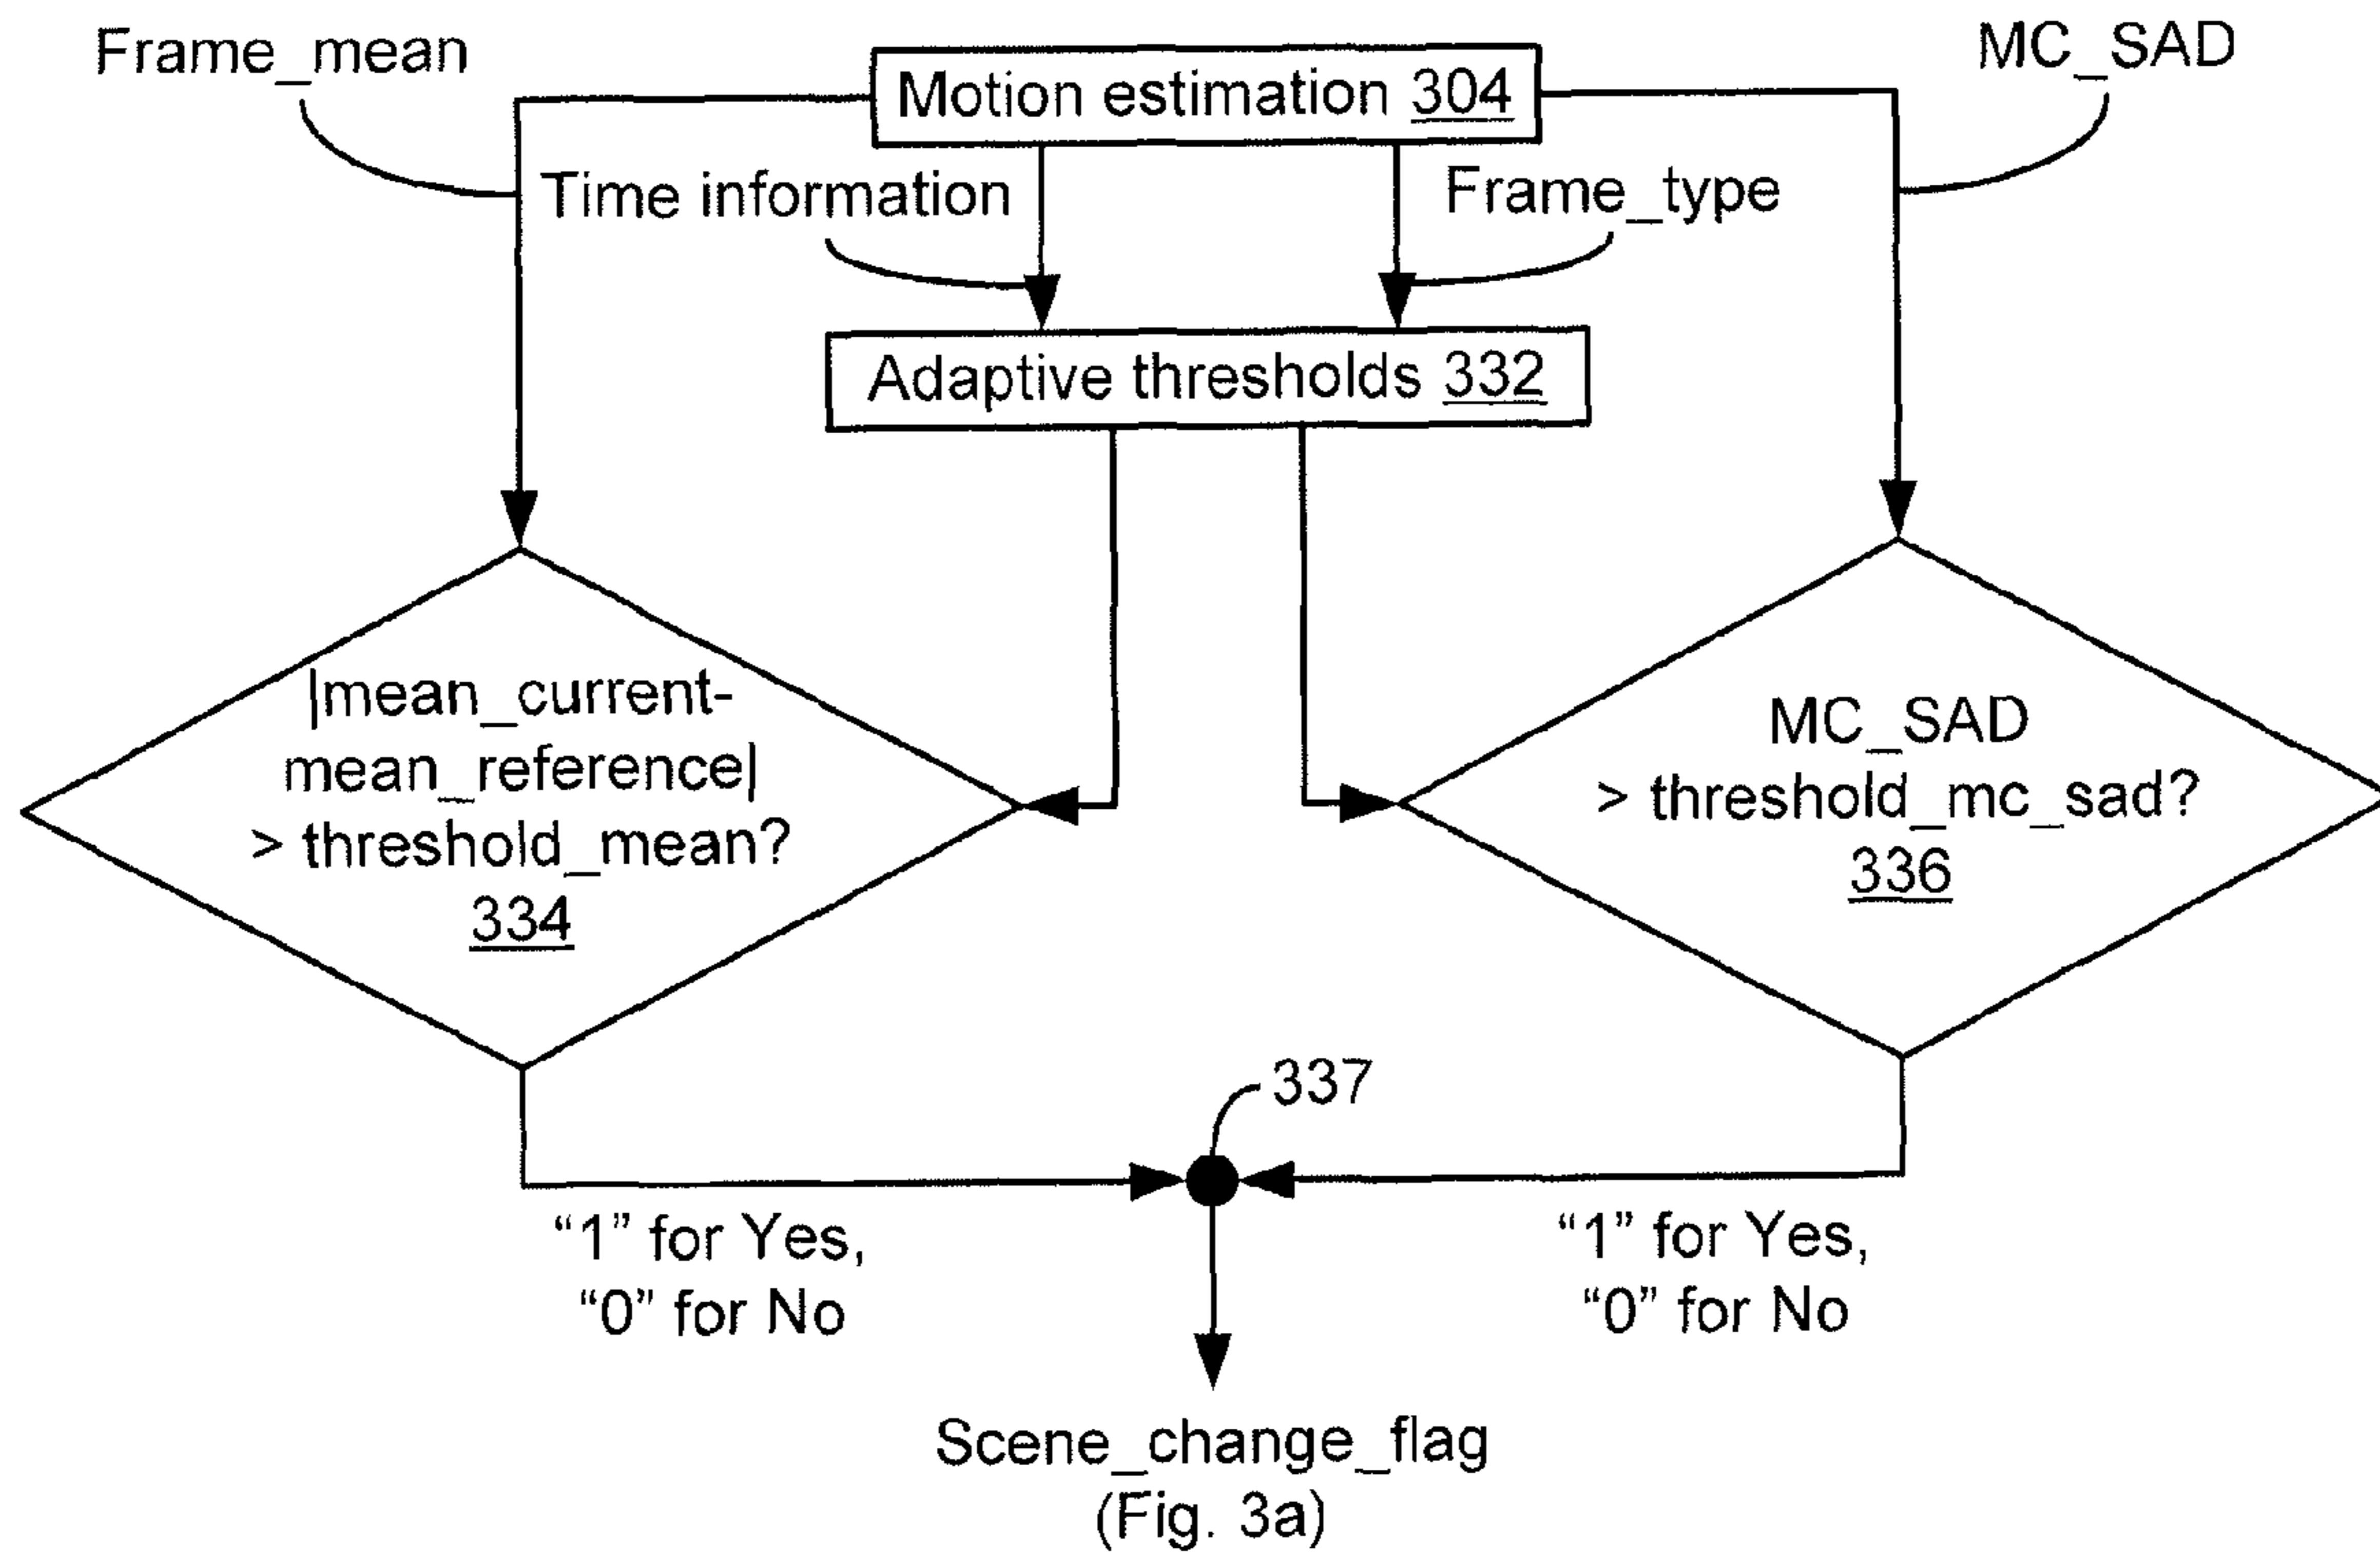 Frame_mean
Motion estimation 304
MC_SAD
Time information
Frame_type
Adaptive thresholds 332
|mean_current-
mean_reference|
> threshold_mean?
334
MC_SAD
> threshold_mc_sad?
336
337
“1” for Yes,
“0” for No
“1” for Yes,
“0” for No
Scene_change_flag
(Fig. 3a)